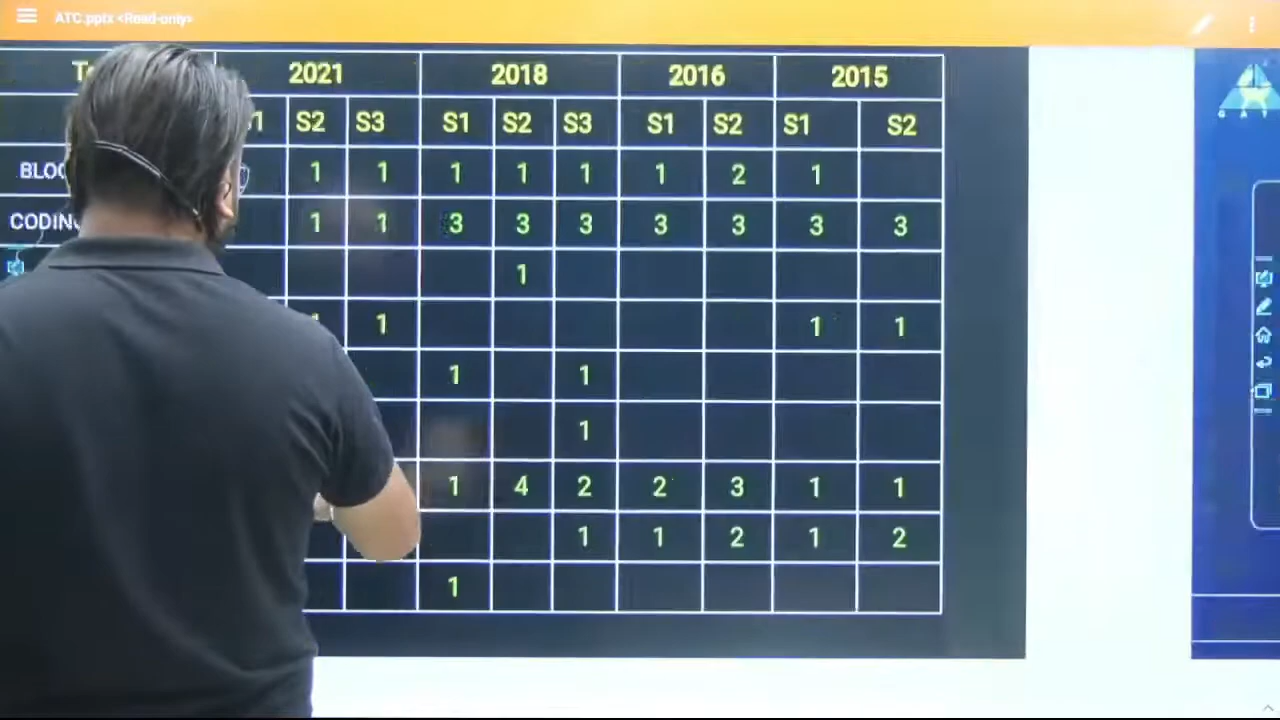 ATC.pptx <Read-only>
2021 2018 2016 2015
S2 S3 S1 S2 S3 S1 S2 S1 S2
1 1 1 1 1 1 2 1
1 1 3 3 3 3 3 3 3
1
1 1 1
1 1
1
1 4 2 2 3 1 1
1 1 2 1 2
1